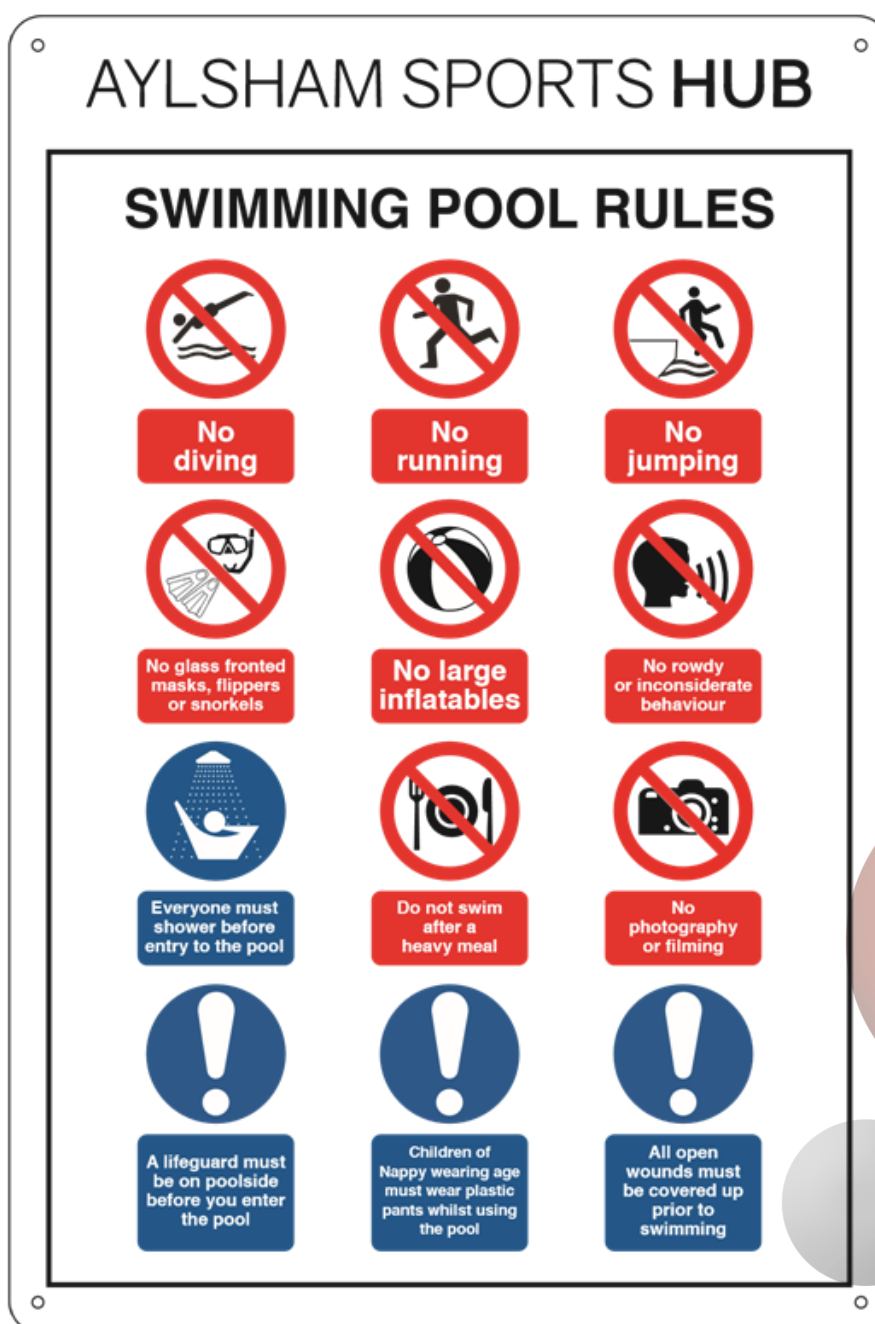 AYLSHAM SPORTS HUB
SWIMMING POOL RULES
No
diving
No
running
No
jumping
No glass fronted
masks, flippers
or snorkels
No large
inflatables
No rowdy
or inconsiderate
behaviour
Everyone must
shower before
entry to the pool
Do not swim
after a
heavy meal
No
photography
or filming
A lifeguard must
be on poolside
before you enter
the pool
Children of
Nappy wearing age
must wear plastic
pants whilst using
the pool
All open
wounds must
be covered up
prior to
swimming